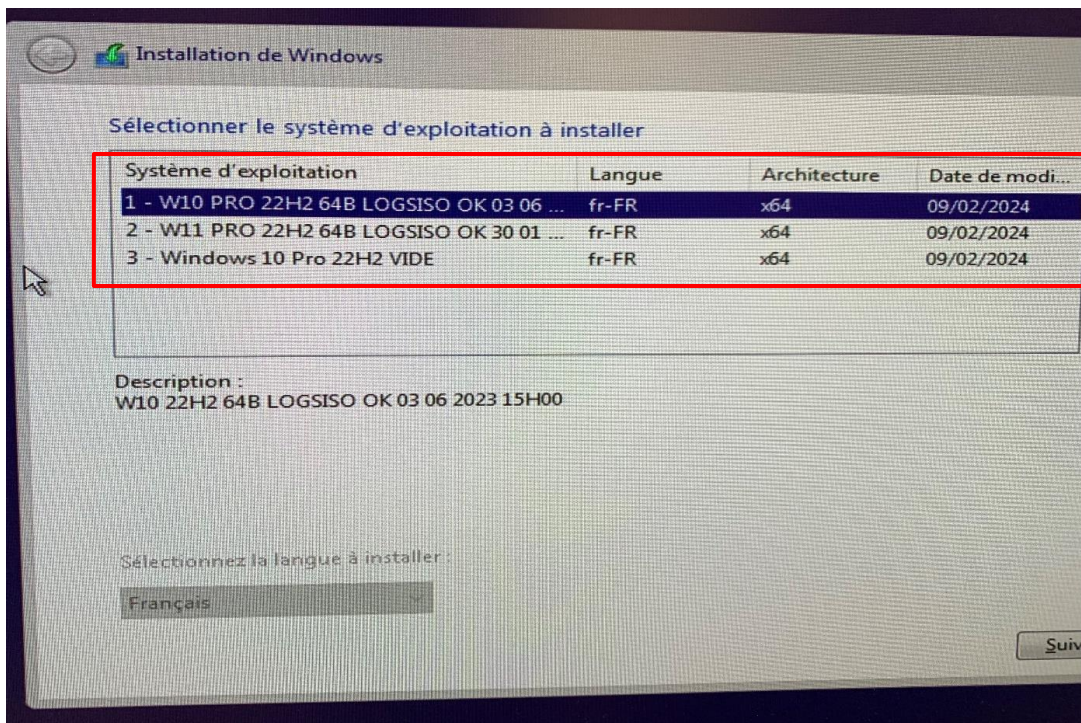 Installation de Windows
Sélectionner le système d'exploitation à installer
Système d'exploitation Langue Architecture Date de modi...
1 - W10 PRO 22H2 64B LOGSISO OK 03 06 ... fr-FR x64 09/02/2024
2 - W11 PRO 22H2 64B LOGSISO OK 30 01 ... fr-FR x64 09/02/2024
3 - Windows 10 Pro 22H2 VIDE fr-FR x64 09/02/2024
Description :
W10 22H2 64B LOGSISO OK 03 06 2023 15H00
Sélectionnez la langue à installer :
Français
Suiv